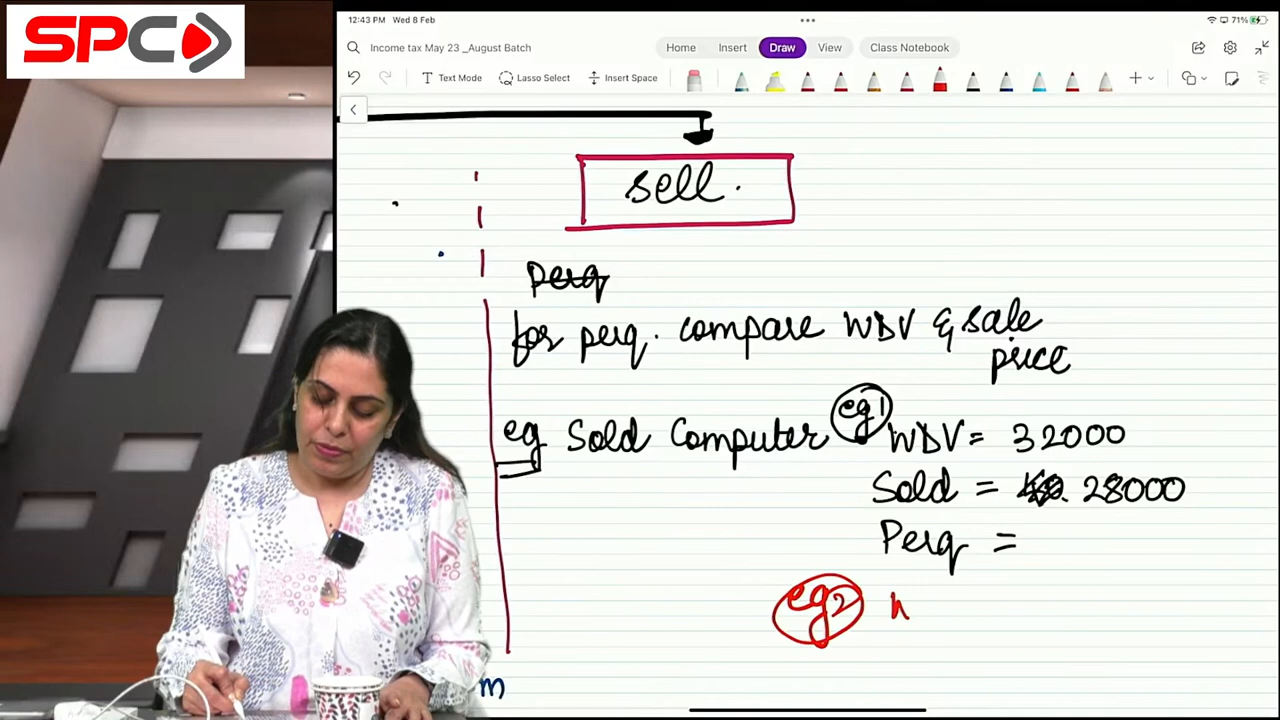 SPC
12:43 PM Wed 8 Feb
71%
Income tax May 23 _August Batch
Home Insert Draw View Class Notebook
Text Mode Lasso Select Insert Space
sell.
Perq
for perq. compare WDV & sale price
eg Sold Computer eg1 WDV = 32000
Sold = 28000
Perq =
eg2
m